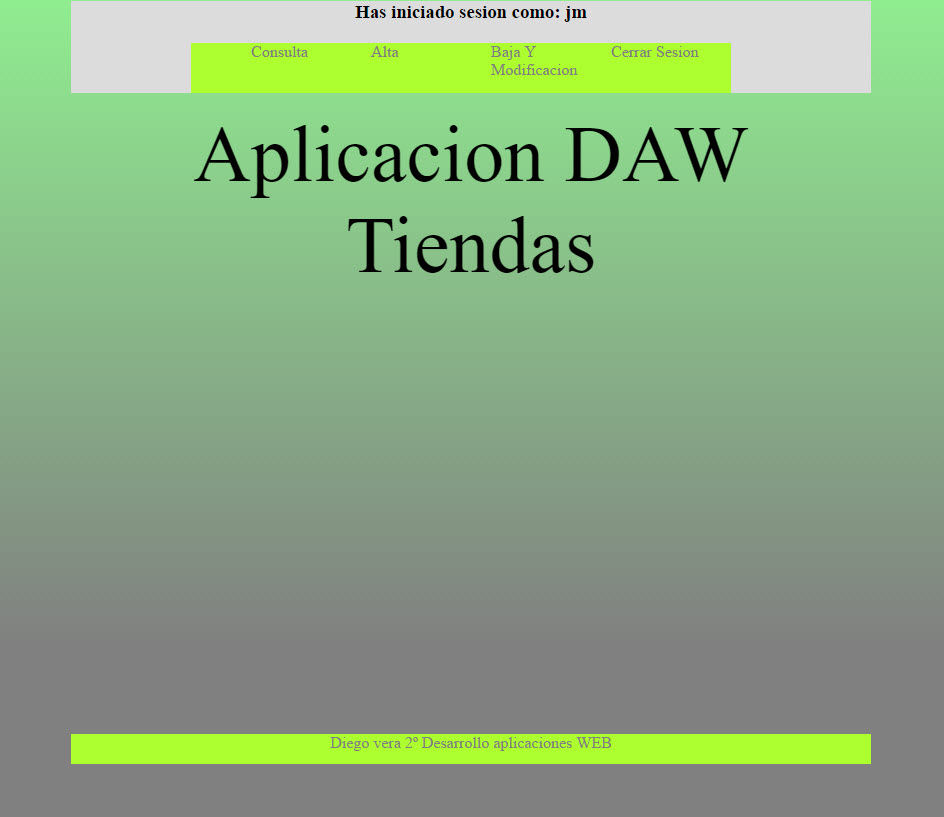 Has iniciado sesion como: jm
Consulta Alta Baja Y Modificacion Cerrar Sesion
Aplicacion DAW
Tiendas
Diego vera 2º Desarrollo aplicaciones WEB